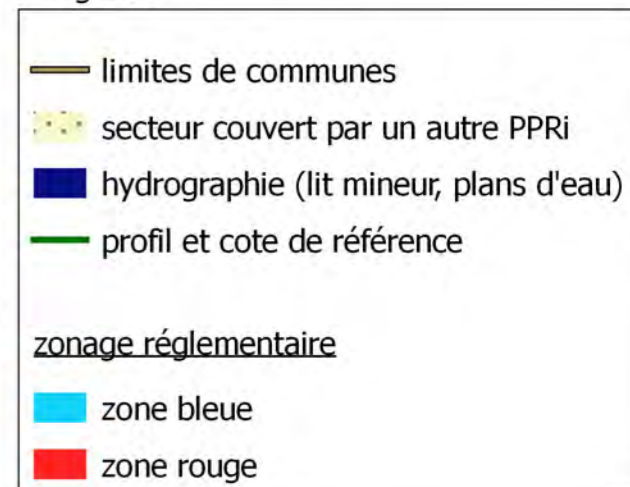 limites de communes
secteur couvert par un autre PPRi
hydrographie (lit mineur, plans d'eau)
profil et cote de référence
zonage réglementaire
zone bleue
zone rouge